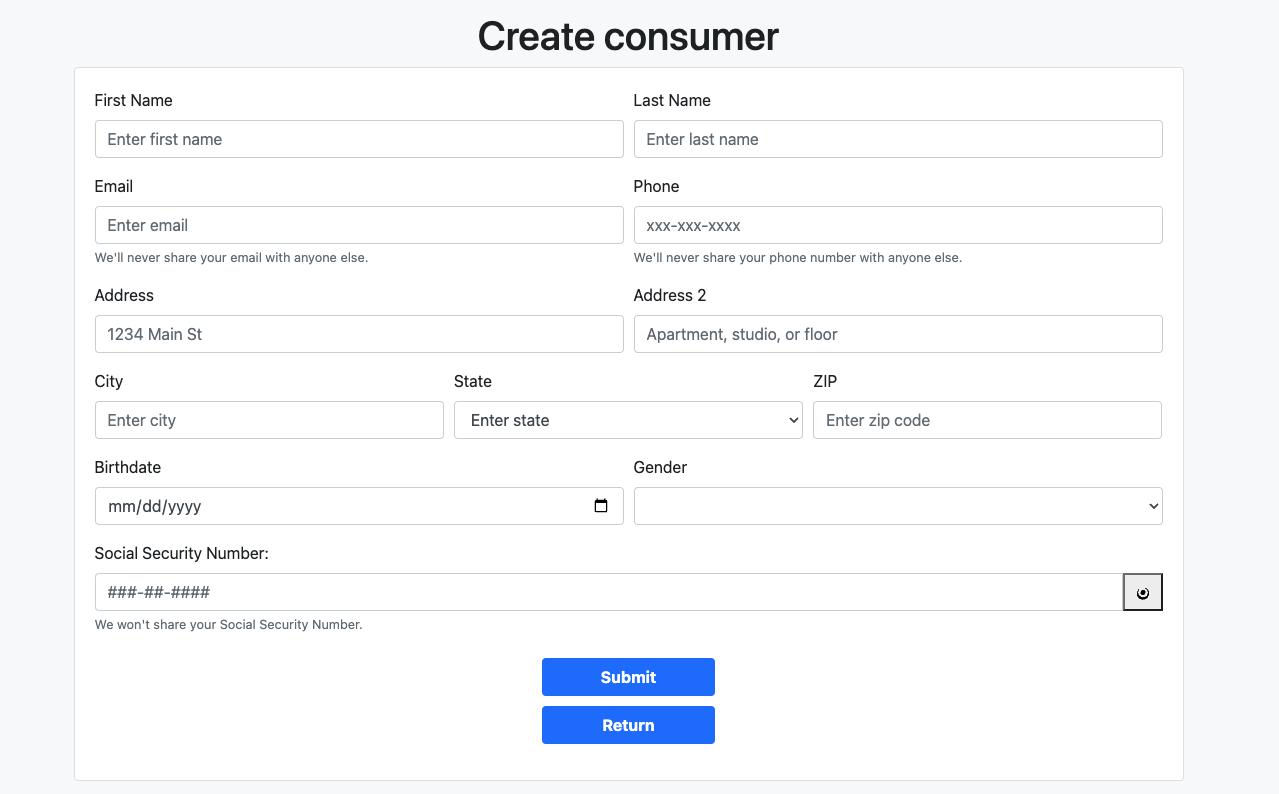 Create consumer
First Name Last Name
Enter first name Enter last name
Email Phone
Enter email xxx-xxx-xxxx
We'll never share your email with anyone else. We'll never share your phone number with anyone else.
Address Address 2
1234 Main St Apartment, studio, or floor
City State ZIP
Enter city Enter state Enter zip code
Birthdate Gender
mm/dd/yyyy
Social Security Number:
###-##-####
We won't share your Social Security Number.
Submit
Return